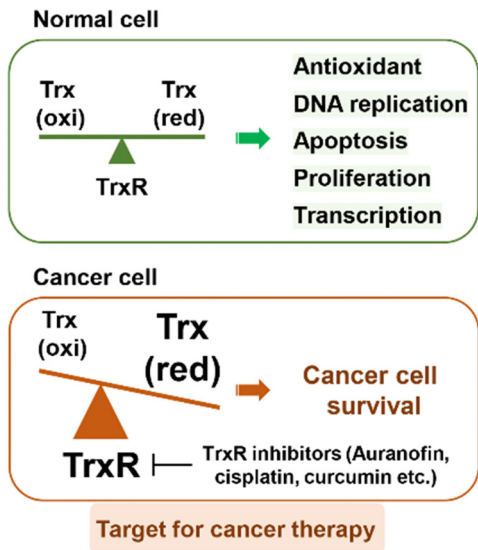 Normal cell
Trx
(oxi)
Trx
(red)
TrxR
Antioxidant
DNA replication
Apoptosis
Proliferation
Transcription
Cancer cell
Trx
(oxi)
Trx
(red)
TrxR
Cancer cell
survival
TrxR inhibitors (Auranofin,
cisplatin, curcumin etc.)
Target for cancer therapy